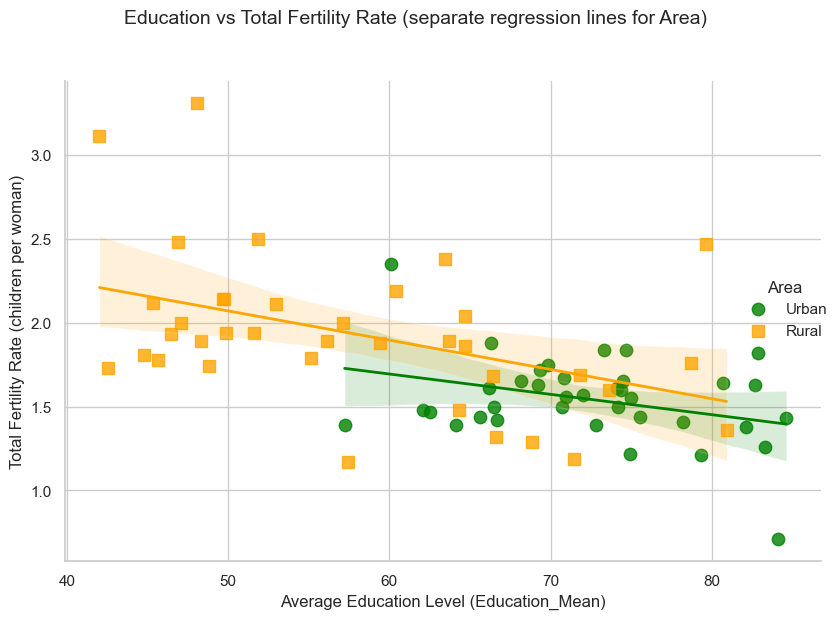 Education vs Total Fertility Rate (separate regression lines for Area)
Total Fertility Rate (children per woman)
3.0
2.5
2.0
1.5
1.0
Area
Urban
Rural
40 50 60 70 80
Average Education Level (Education_Mean)